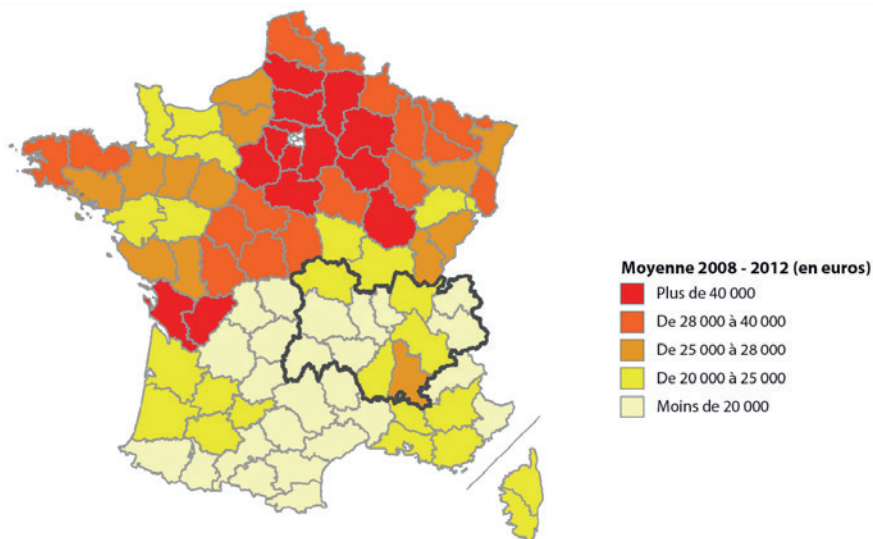 Moyenne 2008 - 2012 (en euros)
Plus de 40 000
De 28 000 à 40 000
De 25 000 à 28 000
De 20 000 à 25 000
Moins de 20 000